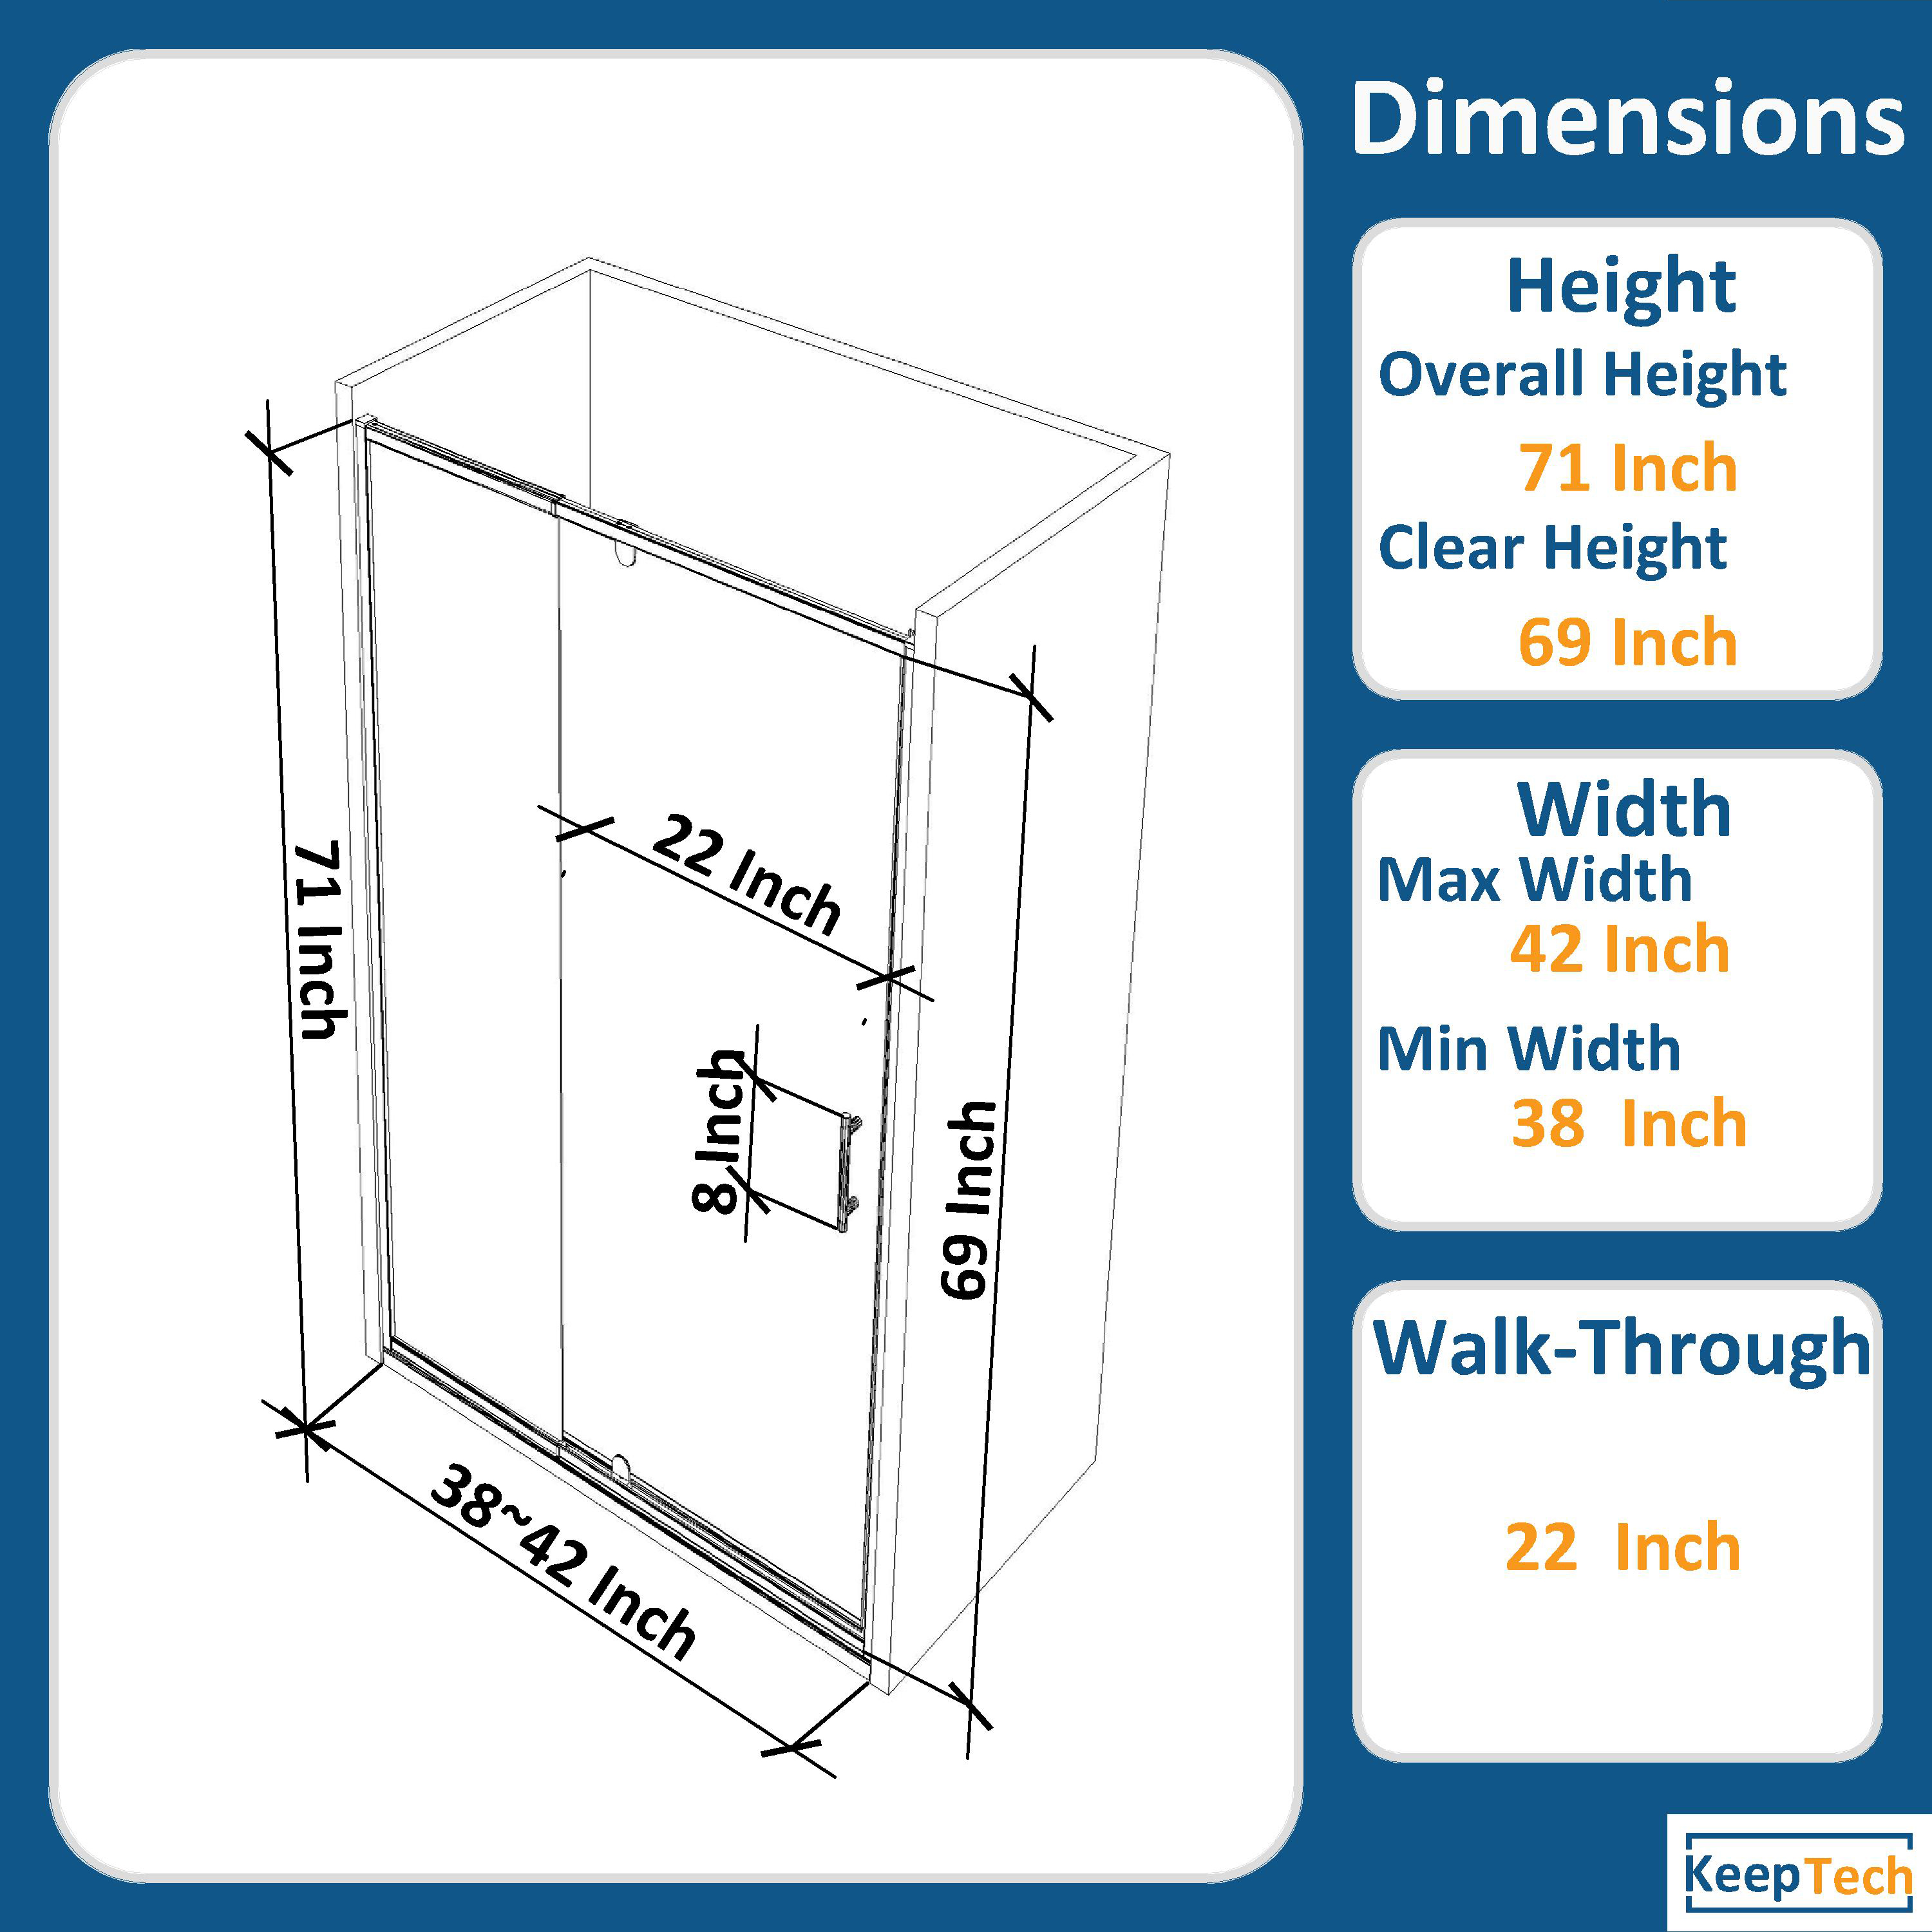 Dimensions
Height
Overall Height
71 Inch
Clear Height
69 Inch
Width
Max Width
42 Inch
Min Width
38 Inch
Walk-Through
22 Inch
71 Inch
22 Inch
8 Inch
69 Inch
38~42 Inch
KeepTech